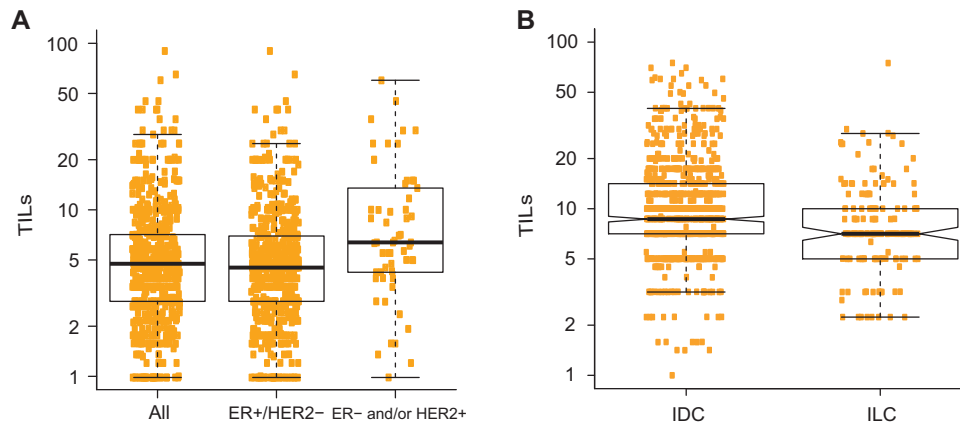 A
TILs
100
50
20
10
5
2
1
All
ER+/HER2−
ER− and/or HER2+
B
TILs
100
50
20
10
5
2
1
IDC
ILC